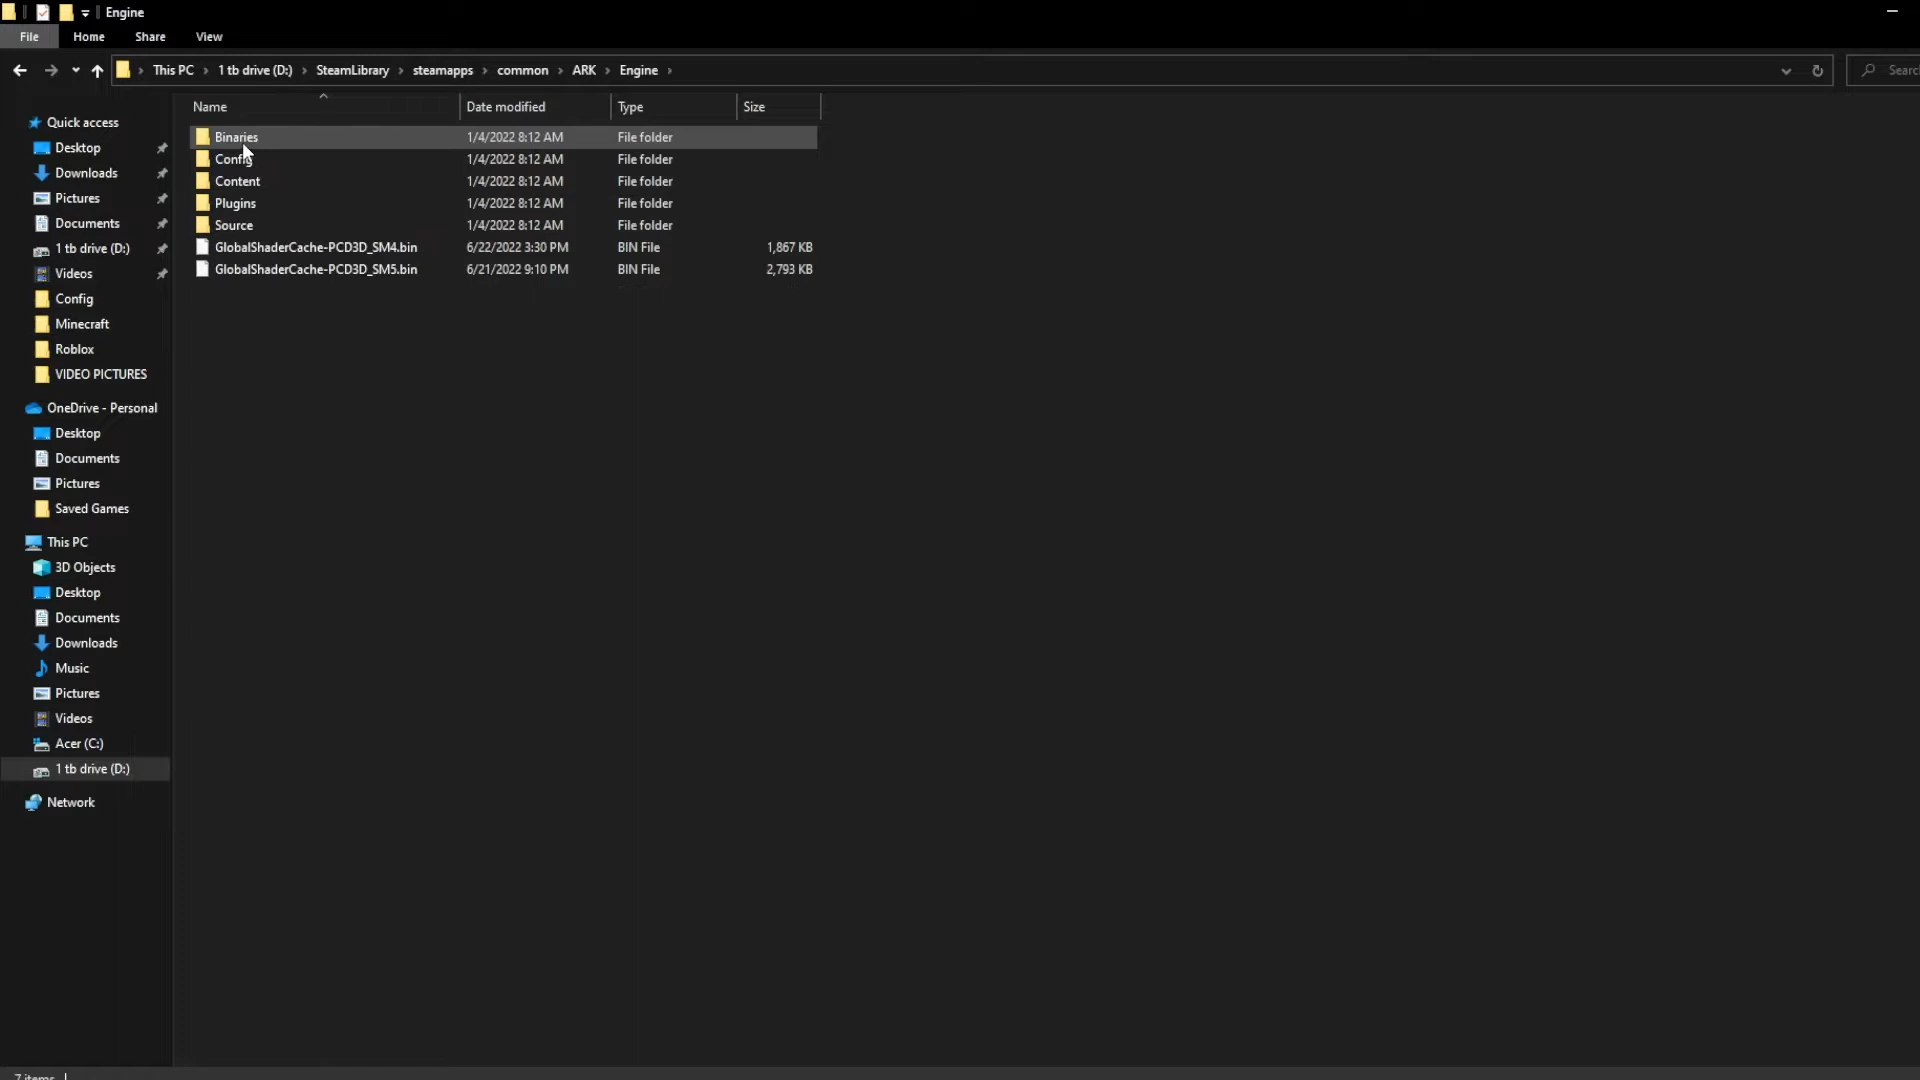 Engine
File Home Share View
This PC 1 tb drive (D:) SteamLibrary steamapps common ARK Engine
Searc
Name Date modified Type Size
Binaries 1/4/2022 8:12 AM File folder
Config 1/4/2022 8:12 AM File folder
Content 1/4/2022 8:12 AM File folder
Plugins 1/4/2022 8:12 AM File folder
Source 1/4/2022 8:12 AM File folder
GlobalShaderCache-PCD3D_SM4.bin 6/22/2022 3:30 PM BIN File 1,867 KB
GlobalShaderCache-PCD3D_SM5.bin 6/21/2022 9:10 PM BIN File 2,793 KB
Quick access
Desktop
Downloads
Pictures
Documents
1 tb drive (D:)
Videos
Config
Minecraft
Roblox
VIDEO PICTURES
OneDrive - Personal
Desktop
Documents
Pictures
Saved Games
This PC
3D Objects
Desktop
Documents
Downloads
Music
Pictures
Videos
Acer (C:)
1 tb drive (D:)
Network
7 items